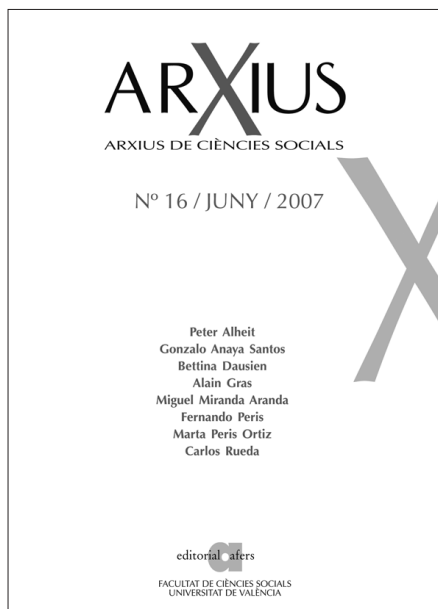 ARXIUS
ARXIUS DE CIÈNCIES SOCIALS
Nº 16 / JUNY / 2007
Peter Alheit
Gonzalo Anaya Santos
Bettina Dausien
Alain Gras
Miguel Miranda Aranda
Fernando Peris
Marta Peris Ortiz
Carlos Rueda
editorial afers
FACULTAT DE CIÈNCIES SOCIALS
UNIVERSITAT DE VALÈNCIA